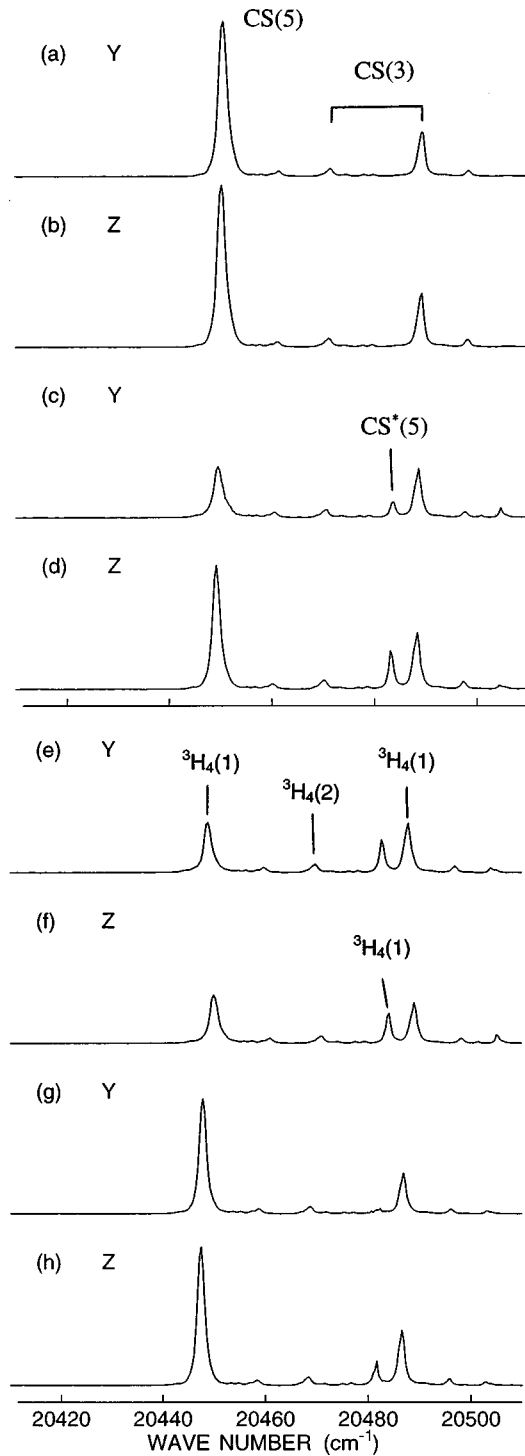 CS(5)
(a) Y
CS(3)
(b) Z
(c) Y
CS*(5)
(d) Z
(e) Y
³H₄(1)
³H₄(2)
³H₄(1)
(f) Z
³H₄(1)
(g) Y
(h) Z
20420 20440 20460 20480 20500
WAVE NUMBER (cm⁻¹)